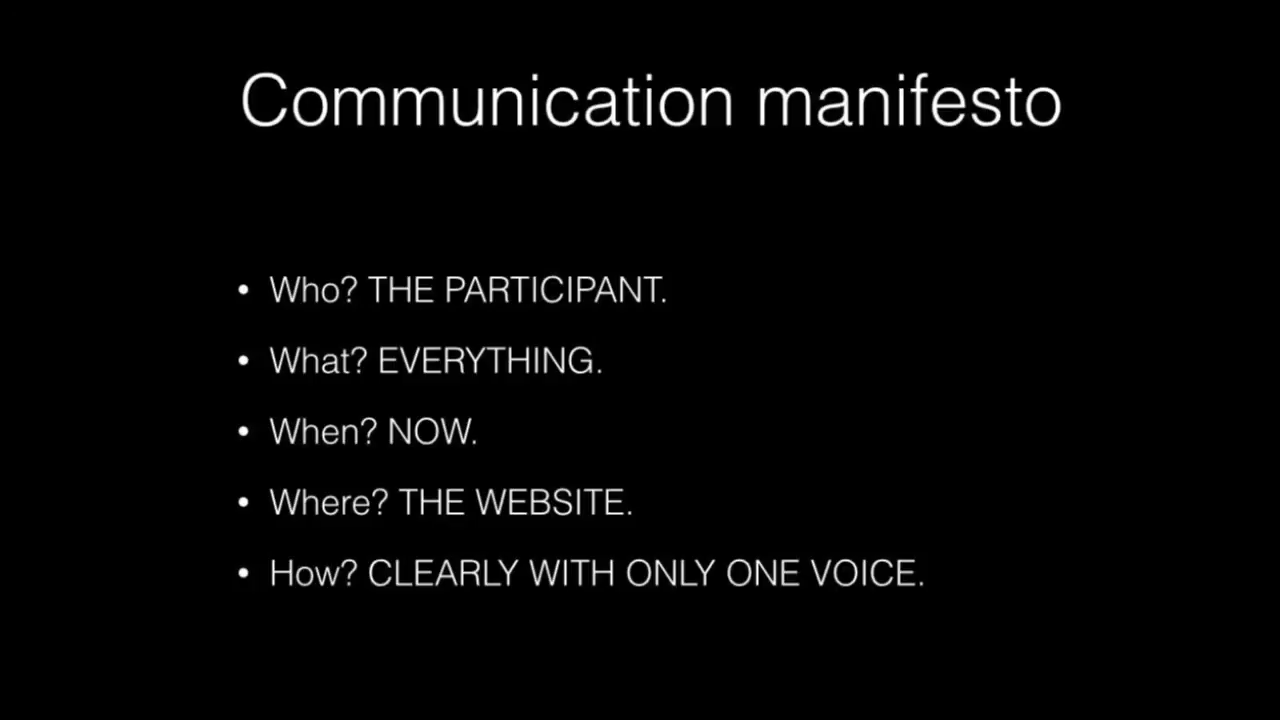 Communication manifesto
• Who? THE PARTICIPANT.
• What? EVERYTHING.
• When? NOW.
• Where? THE WEBSITE.
• How? CLEARLY WITH ONLY ONE VOICE.